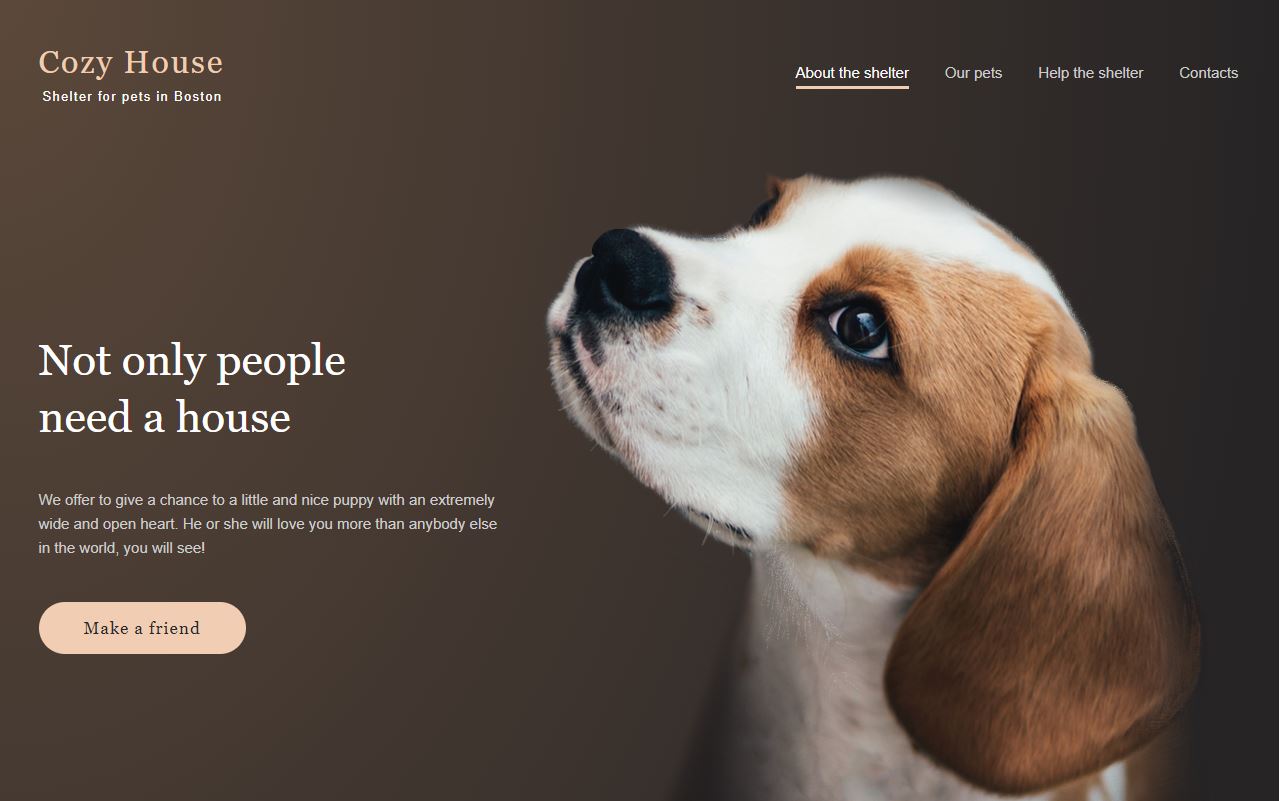 Cozy House
Shelter for pets in Boston
About the shelter
Our pets
Help the shelter
Contacts
Not only people
need a house
We offer to give a chance to a little and nice puppy with an extremely
wide and open heart. He or she will love you more than anybody else
in the world, you will see!
Make a friend